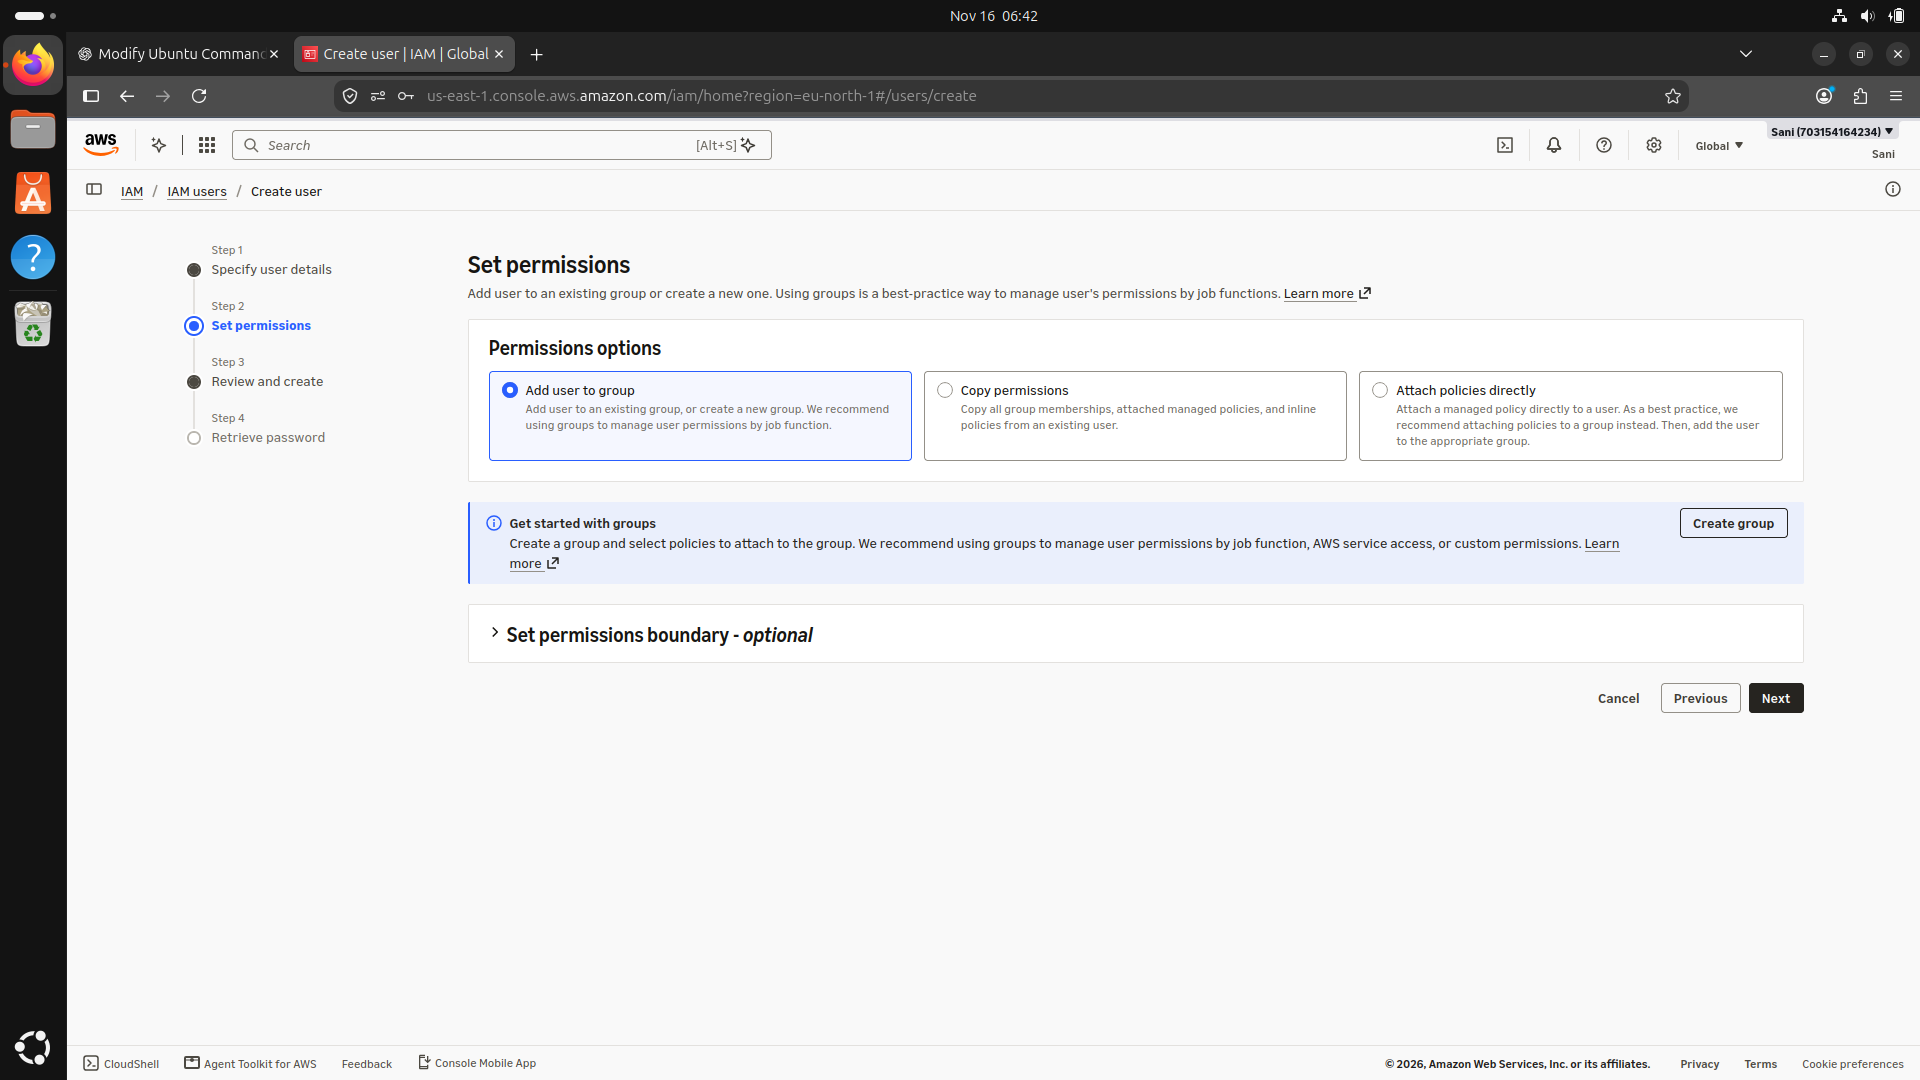 Nov 16 06:42
Modify Ubuntu Comman
Create user | IAM | Global
us-east-1.console.aws.amazon.com/iam/home?region=eu-north-1#/users/create
aws
Search
[Alt+S]
Global
Sani (703154164234)
Sani
IAM / IAM users / Create user
Step 1
Specify user details
Step 2
Set permissions
Step 3
Review and create
Step 4
Retrieve password
Set permissions
Add user to an existing group or create a new one. Using groups is a best-practice way to manage user's permissions by job functions. Learn more
Permissions options
Add user to group
Add user to an existing group, or create a new group. We recommend
using groups to manage user permissions by job function.
Copy permissions
Copy all group memberships, attached managed policies, and inline
policies from an existing user.
Attach policies directly
Attach a managed policy directly to a user. As a best practice, we
recommend attaching policies to a group instead. Then, add the user
to the appropriate group.
Get started with groups
Create a group and select policies to attach to the group. We recommend using groups to manage user permissions by job function, AWS service access, or custom permissions. Learn
more
Create group
Set permissions boundary - optional
Cancel
Previous
Next
CloudShell
Agent Toolkit for AWS
Feedback
Console Mobile App
© 2026, Amazon Web Services, Inc. or its affiliates.
Privacy
Terms
Cookie preferences